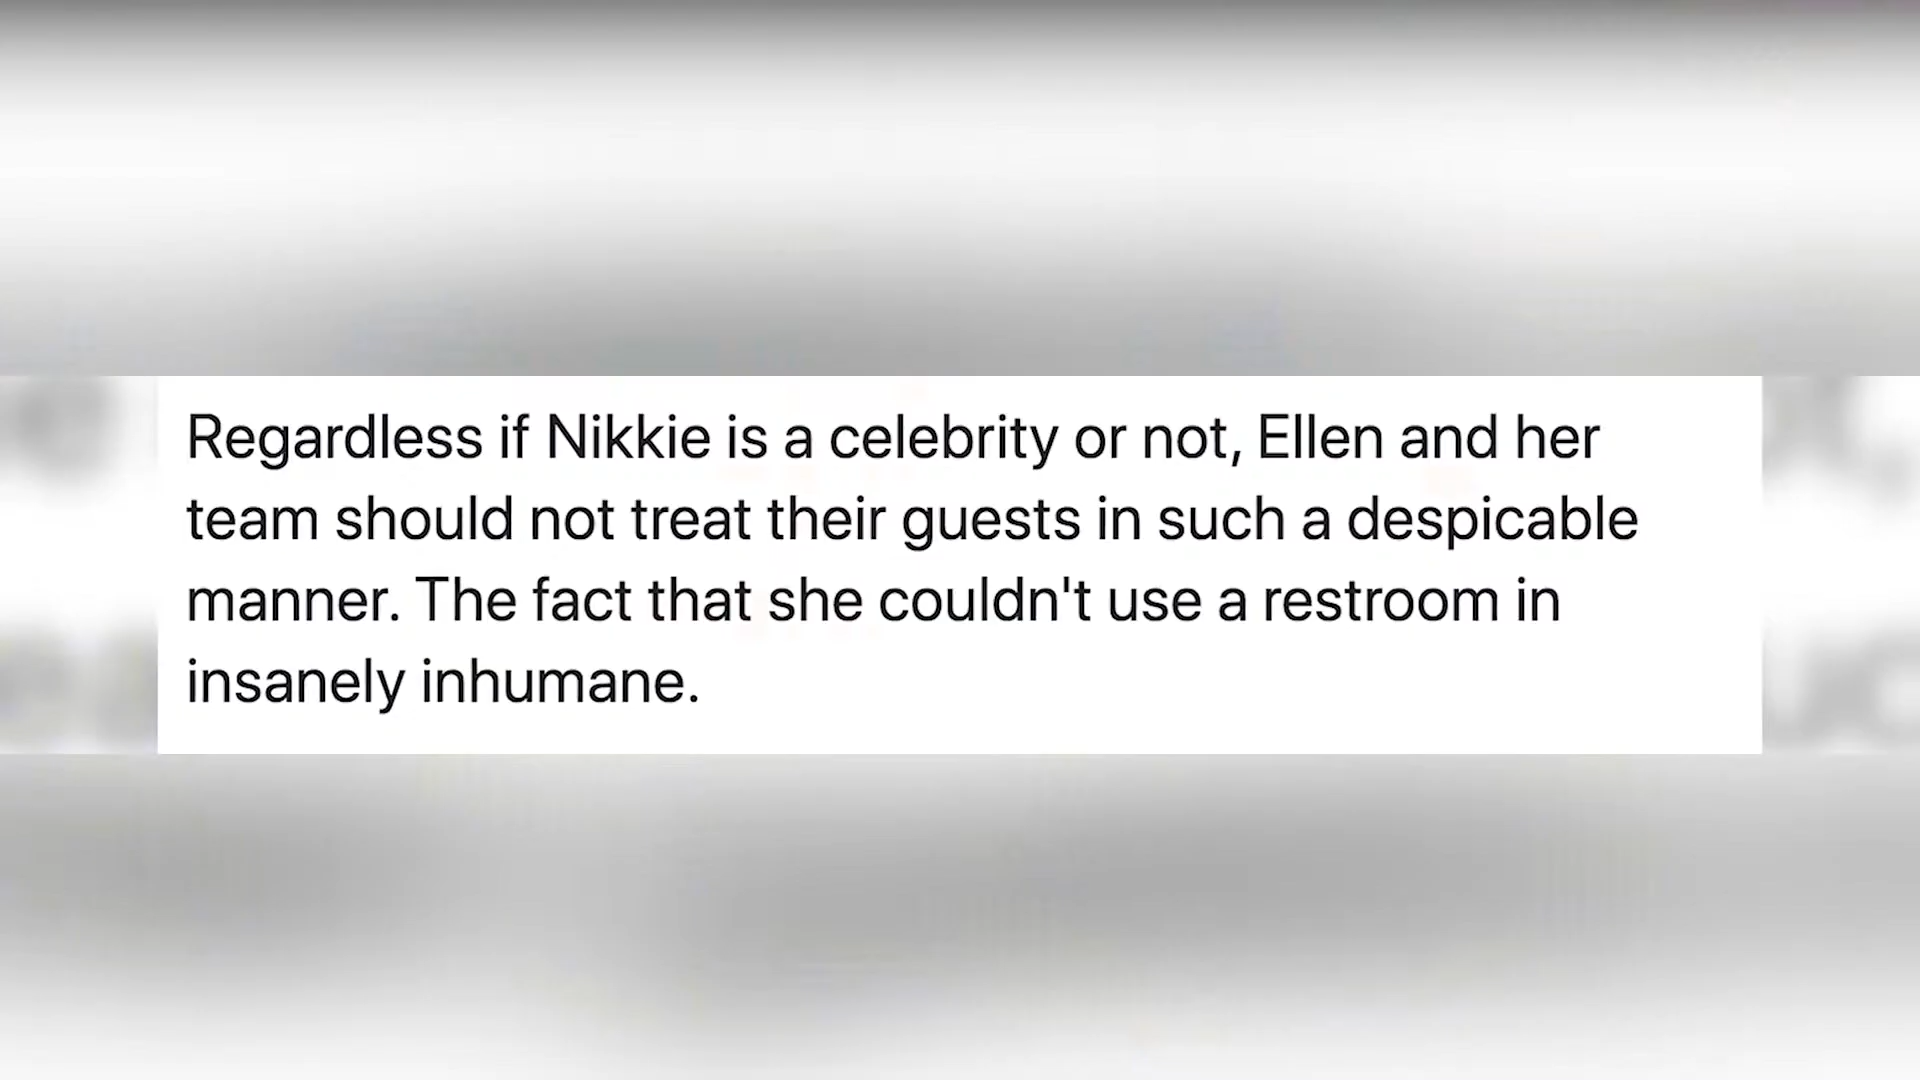 Regardless if Nikkie is a celebrity or not, Ellen and her
team should not treat their guests in such a despicable
manner. The fact that she couldn't use a restroom in
insanely inhumane.